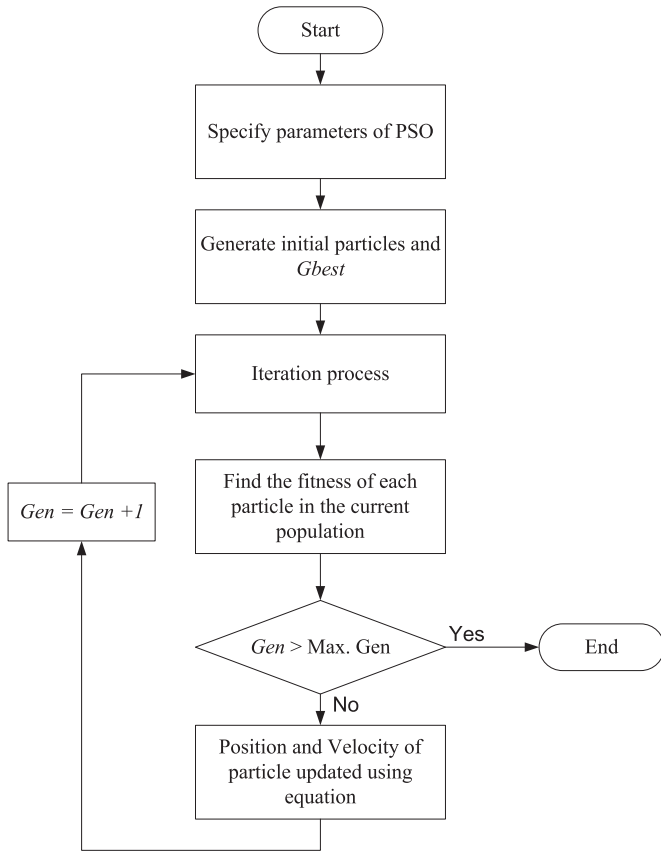 Start
Specify parameters of PSO
Generate initial particles and
Gbest
Iteration process
Find the fitness of each
particle in the current
population
Gen = Gen +1
Gen > Max. Gen
Yes
End
No
Position and Velocity of
particle updated using
equation